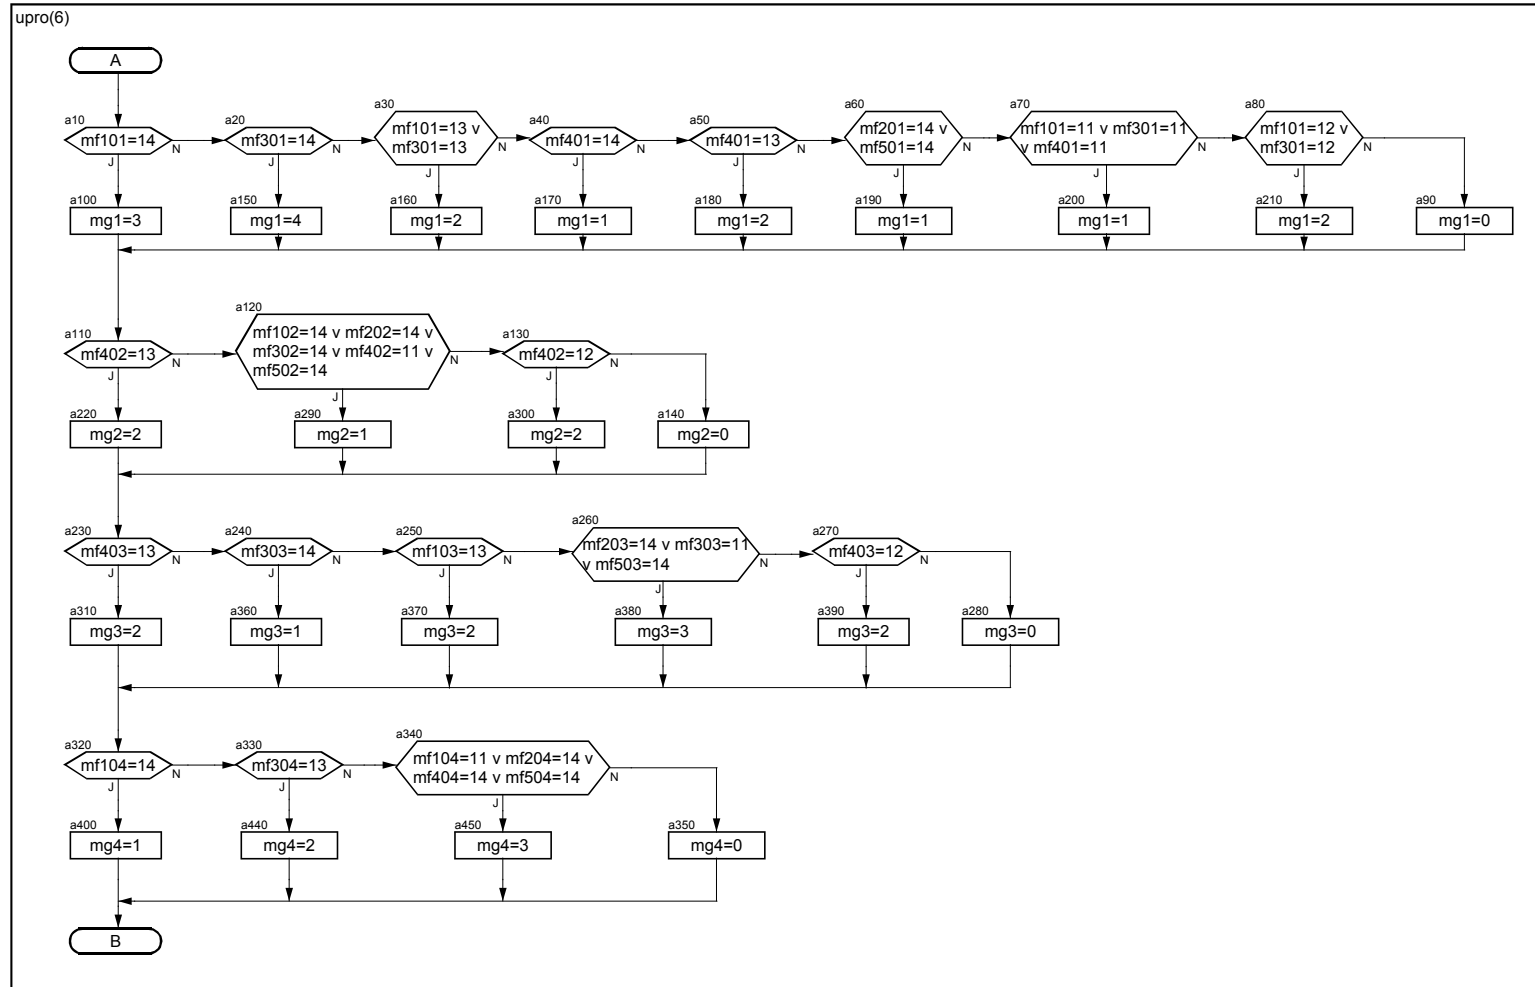 upro(6)
A
a10
mf101=14
N
J
a20
mf301=14
N
J
a30
mf101=13 v
mf301=13
N
J
a40
mf401=14
N
J
a50
mf401=13
N
J
a60
mf201=14 v
mf501=14
N
J
a70
mf101=11 v mf301=11
v mf401=11
N
J
a80
mf101=12 v
mf301=12
N
J
a100
mg1=3
a150
mg1=4
a160
mg1=2
a170
mg1=1
a180
mg1=2
a190
mg1=1
a200
mg1=1
a210
mg1=2
a90
mg1=0
a110
mf402=13
N
J
a120
mf102=14 v mf202=14 v
mf302=14 v mf402=11 v
mf502=14
N
J
a130
mf402=12
N
J
a220
mg2=2
a290
mg2=1
a300
mg2=2
a140
mg2=0
a230
mf403=13
N
J
a240
mf303=14
N
J
a250
mf103=13
N
J
a260
mf203=14 v mf303=11
v mf503=14
N
J
a270
mf403=12
N
J
a310
mg3=2
a360
mg3=1
a370
mg3=2
a380
mg3=3
a390
mg3=2
a280
mg3=0
a320
mf104=14
N
J
a330
mf304=13
N
J
a340
mf104=11 v mf204=14 v
mf404=14 v mf504=14
N
J
a400
mg4=1
a440
mg4=2
a450
mg4=3
a350
mg4=0
B